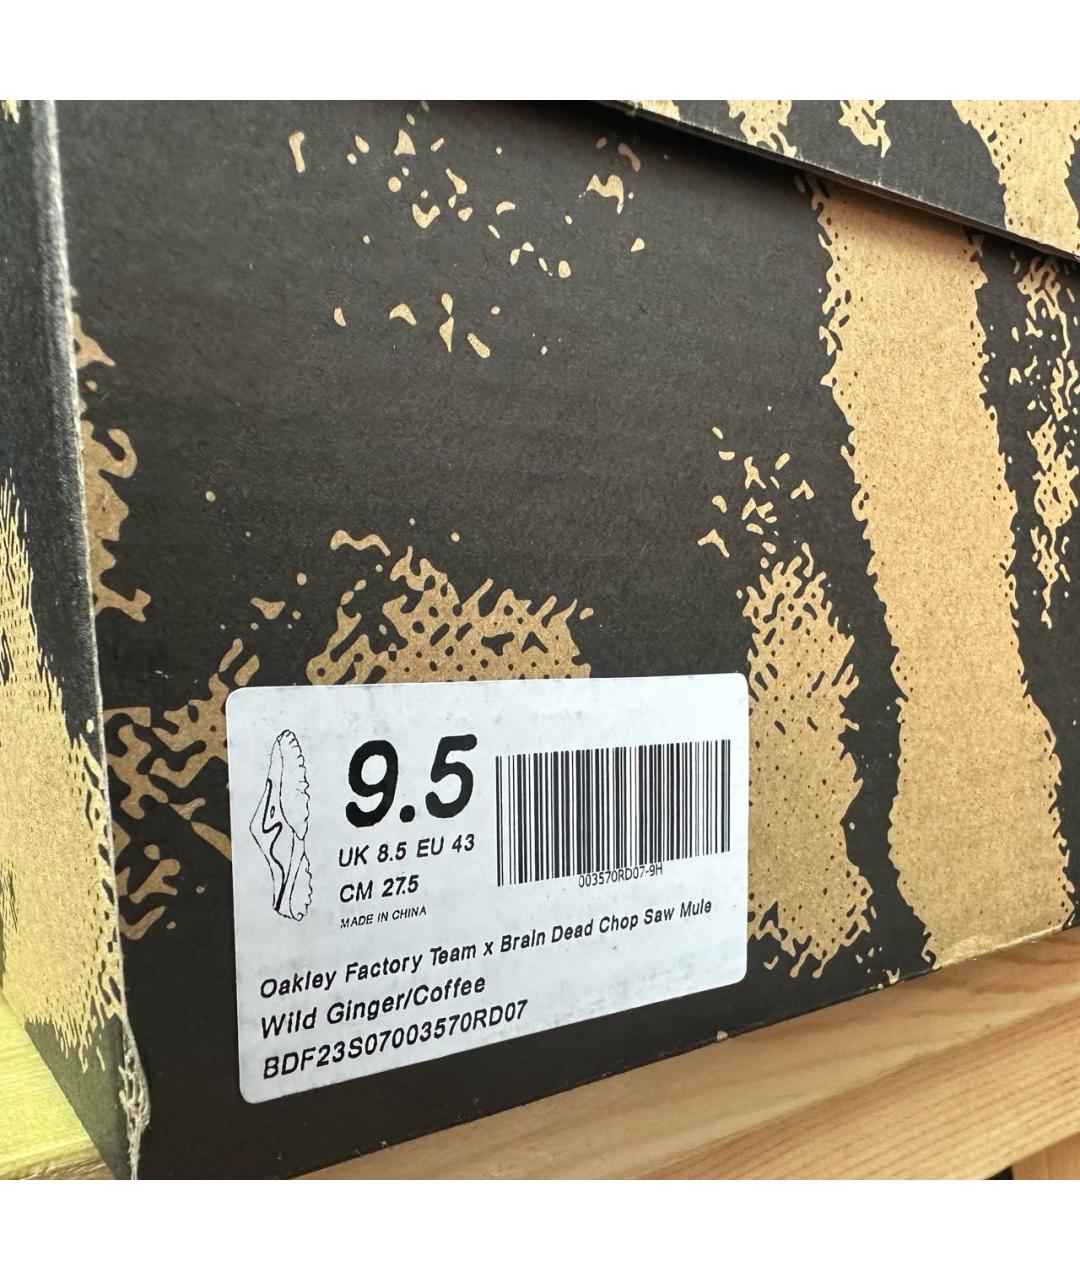 9.5
UK 8.5 EU 43
CM 27.5
MADE IN CHINA
003570RD07-9H
Oakley Factory Team x Brain Dead Chop Saw Mule
Wild Ginger/Coffee
BDF23S07003570RD07